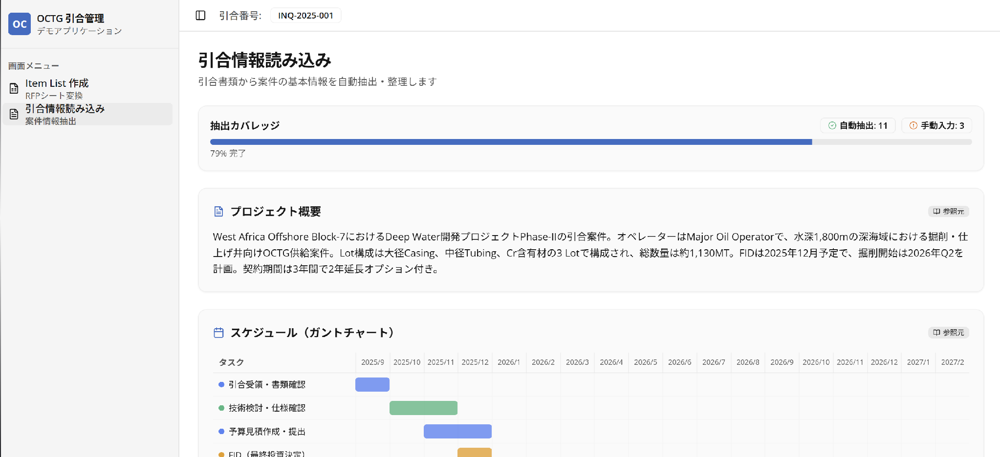 OC
OCTG 引合管理
デモアプリケーション
画面メニュー
Item List 作成
RFPシート変換
引合情報読み込み
案件情報抽出
引合番号: INQ-2025-001
引合情報読み込み
引合書類から案件の基本情報を自動抽出・整理します
抽出カバレッジ 自動抽出: 11 手動入力: 3
79% 完了
プロジェクト概要 参照元
West Africa Offshore Block-7におけるDeep Water開発プロジェクトPhase-IIの引合案件。オペレーターはMajor Oil Operatorで、水深1,800mの深海域における掘削・仕
上げ井向けOCTG供給案件。Lot構成は大径Casing、中径Tubing、Cr含有材の3 Lotで構成され、総数量は約1,130MT。FIDは2025年12月予定で、掘削開始は2026年Q2を
計画。契約期間は3年間で2年延長オプション付き。
スケジュール（ガントチャート） 参照元
タスク 2025/9 2025/10 2025/11 2025/12 2026/1 2026/2 2026/3 2026/4 2026/5 2026/6 2026/7 2026/8 2026/9 2026/10 2026/11 2026/12 2027/1 2027/2
引合受領・書類確認
技術検討・仕様確認
予算見積作成・提出
FID（最終投資決定）